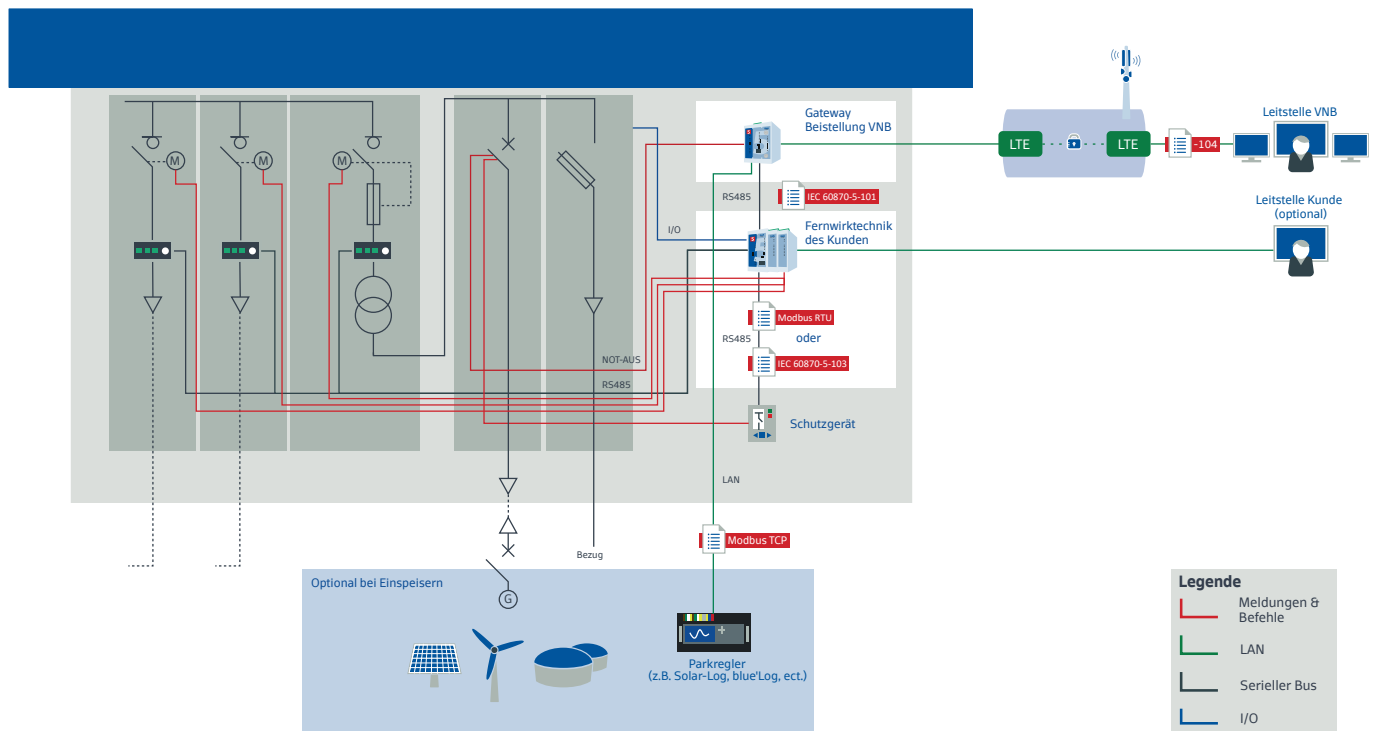 Gateway
Beistellung VNB
Leitstelle VNB
LTE
LTE
-104
M
M
M
RS485
IEC 60870-5-101
Leitstelle Kunde
(optional)
I/O
Fernwirktechnik
des Kunden
Modbus RTU
RS485
oder
NOT-AUS
IEC 60870-5-103
RS485
Schutzgerät
LAN
Modbus TCP
Bezug
Optional bei Einspeisern
G
Parkregler
(z.B. Solar-Log, blue'Log, ect.)
Legende
Meldungen &
Befehle
LAN
Serieller Bus
I/O